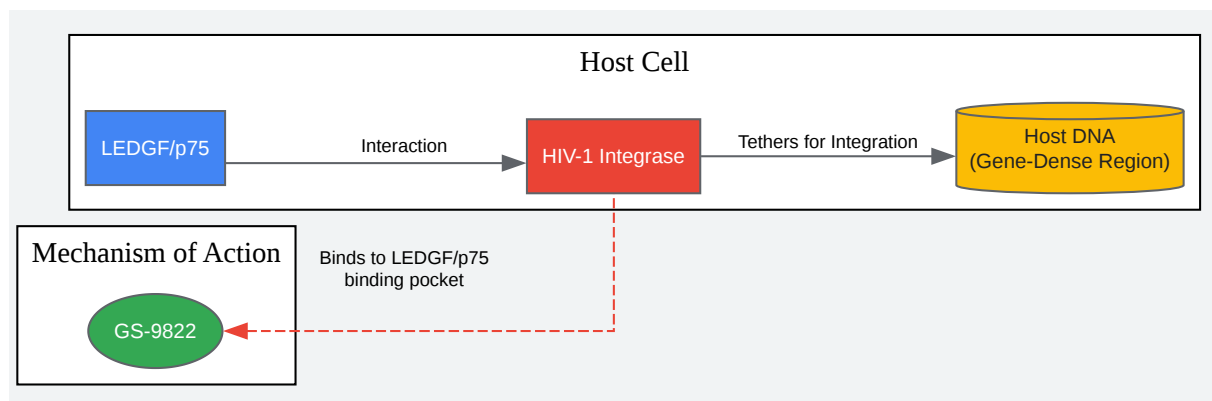 Host Cell
LEDGF/p75
Interaction
HIV-1 Integrase
Tethers for Integration
Host DNA
(Gene-Dense Region)
Mechanism of Action
Binds to LEDGF/p75
binding pocket
GS-9822